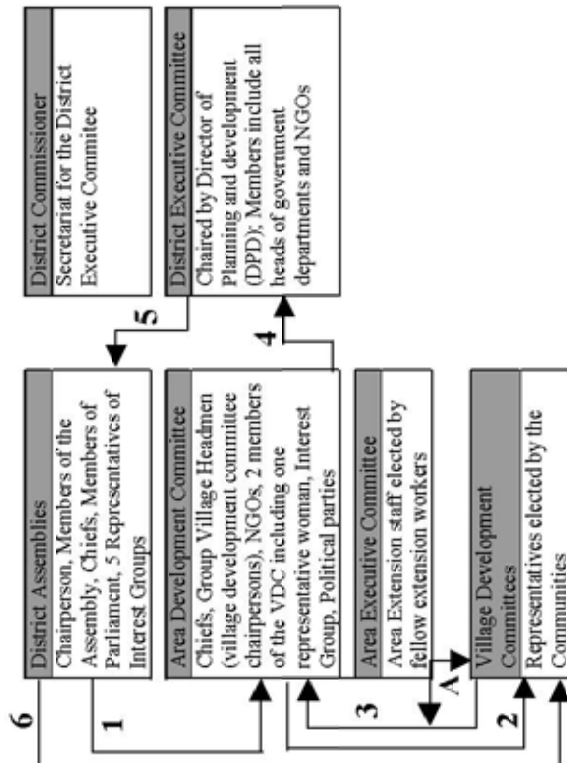 District Assemblies
Chairperson, Members of the
Assembly, Chiefs, Members of
Parliament, 5 Representatives of
Interest Groups
District Commissioner
Secretariat for the District
Executive Commitee
Area Development Committee
Chiefs, Group Village Headmen
(village development committee
chairpersons), NGOs, 2 members
of the VDC including one
representative woman, Interest
Group, Political parties
District Executive Committee
Chaired by Director of
Planning and development
(DPD); Members include all
heads of government
departments and NGOs
Area Executive Committee
Area Extension staff elected by
fellow extension workers
Village Development
Committees
Representatives elected by the
Communities
6
1
5
4
3
A
2